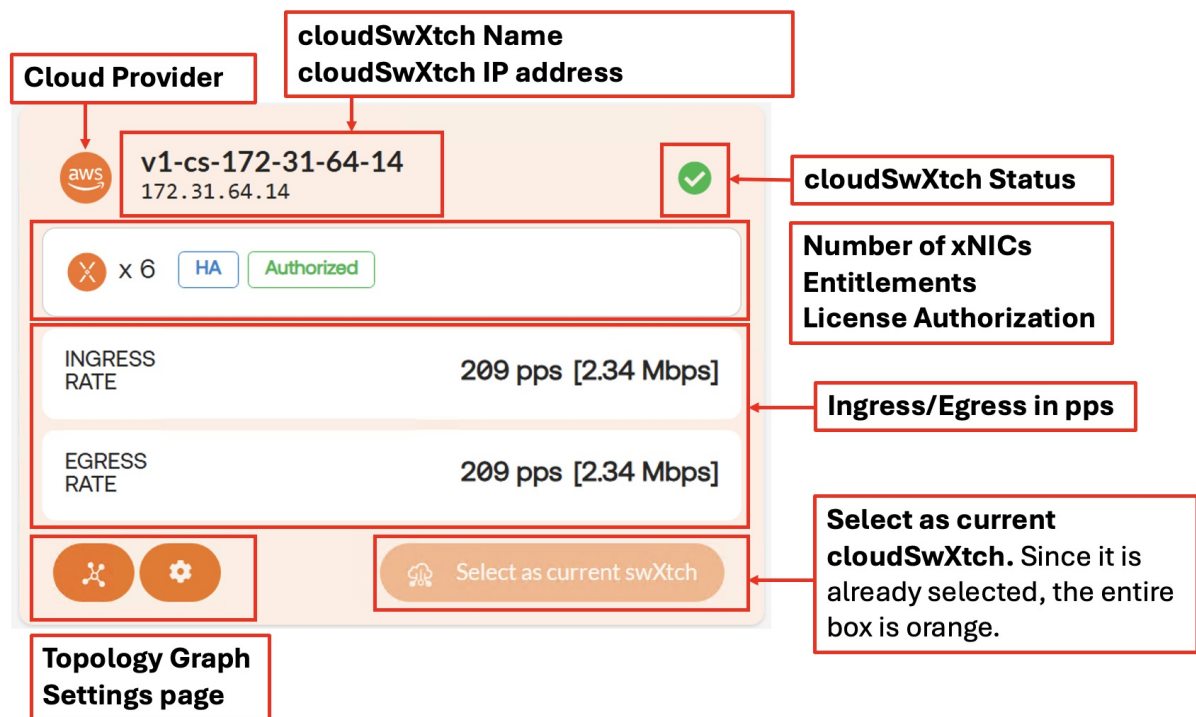 cloudSwXtch Name
cloudSwXtch IP address
Cloud Provider
aws
v1-cs-172-31-64-14
172.31.64.14
cloudSwXtch Status
x 6
HA
Authorized
Number of xNICs
Entitlements
License Authorization
INGRESS
RATE
209 pps [2.34 Mbps]
Ingress/Egress in pps
EGRESS
RATE
209 pps [2.34 Mbps]
Select as current swXtch
Select as current
cloudSwXtch. Since it is
already selected, the entire
box is orange.
Topology Graph
Settings page